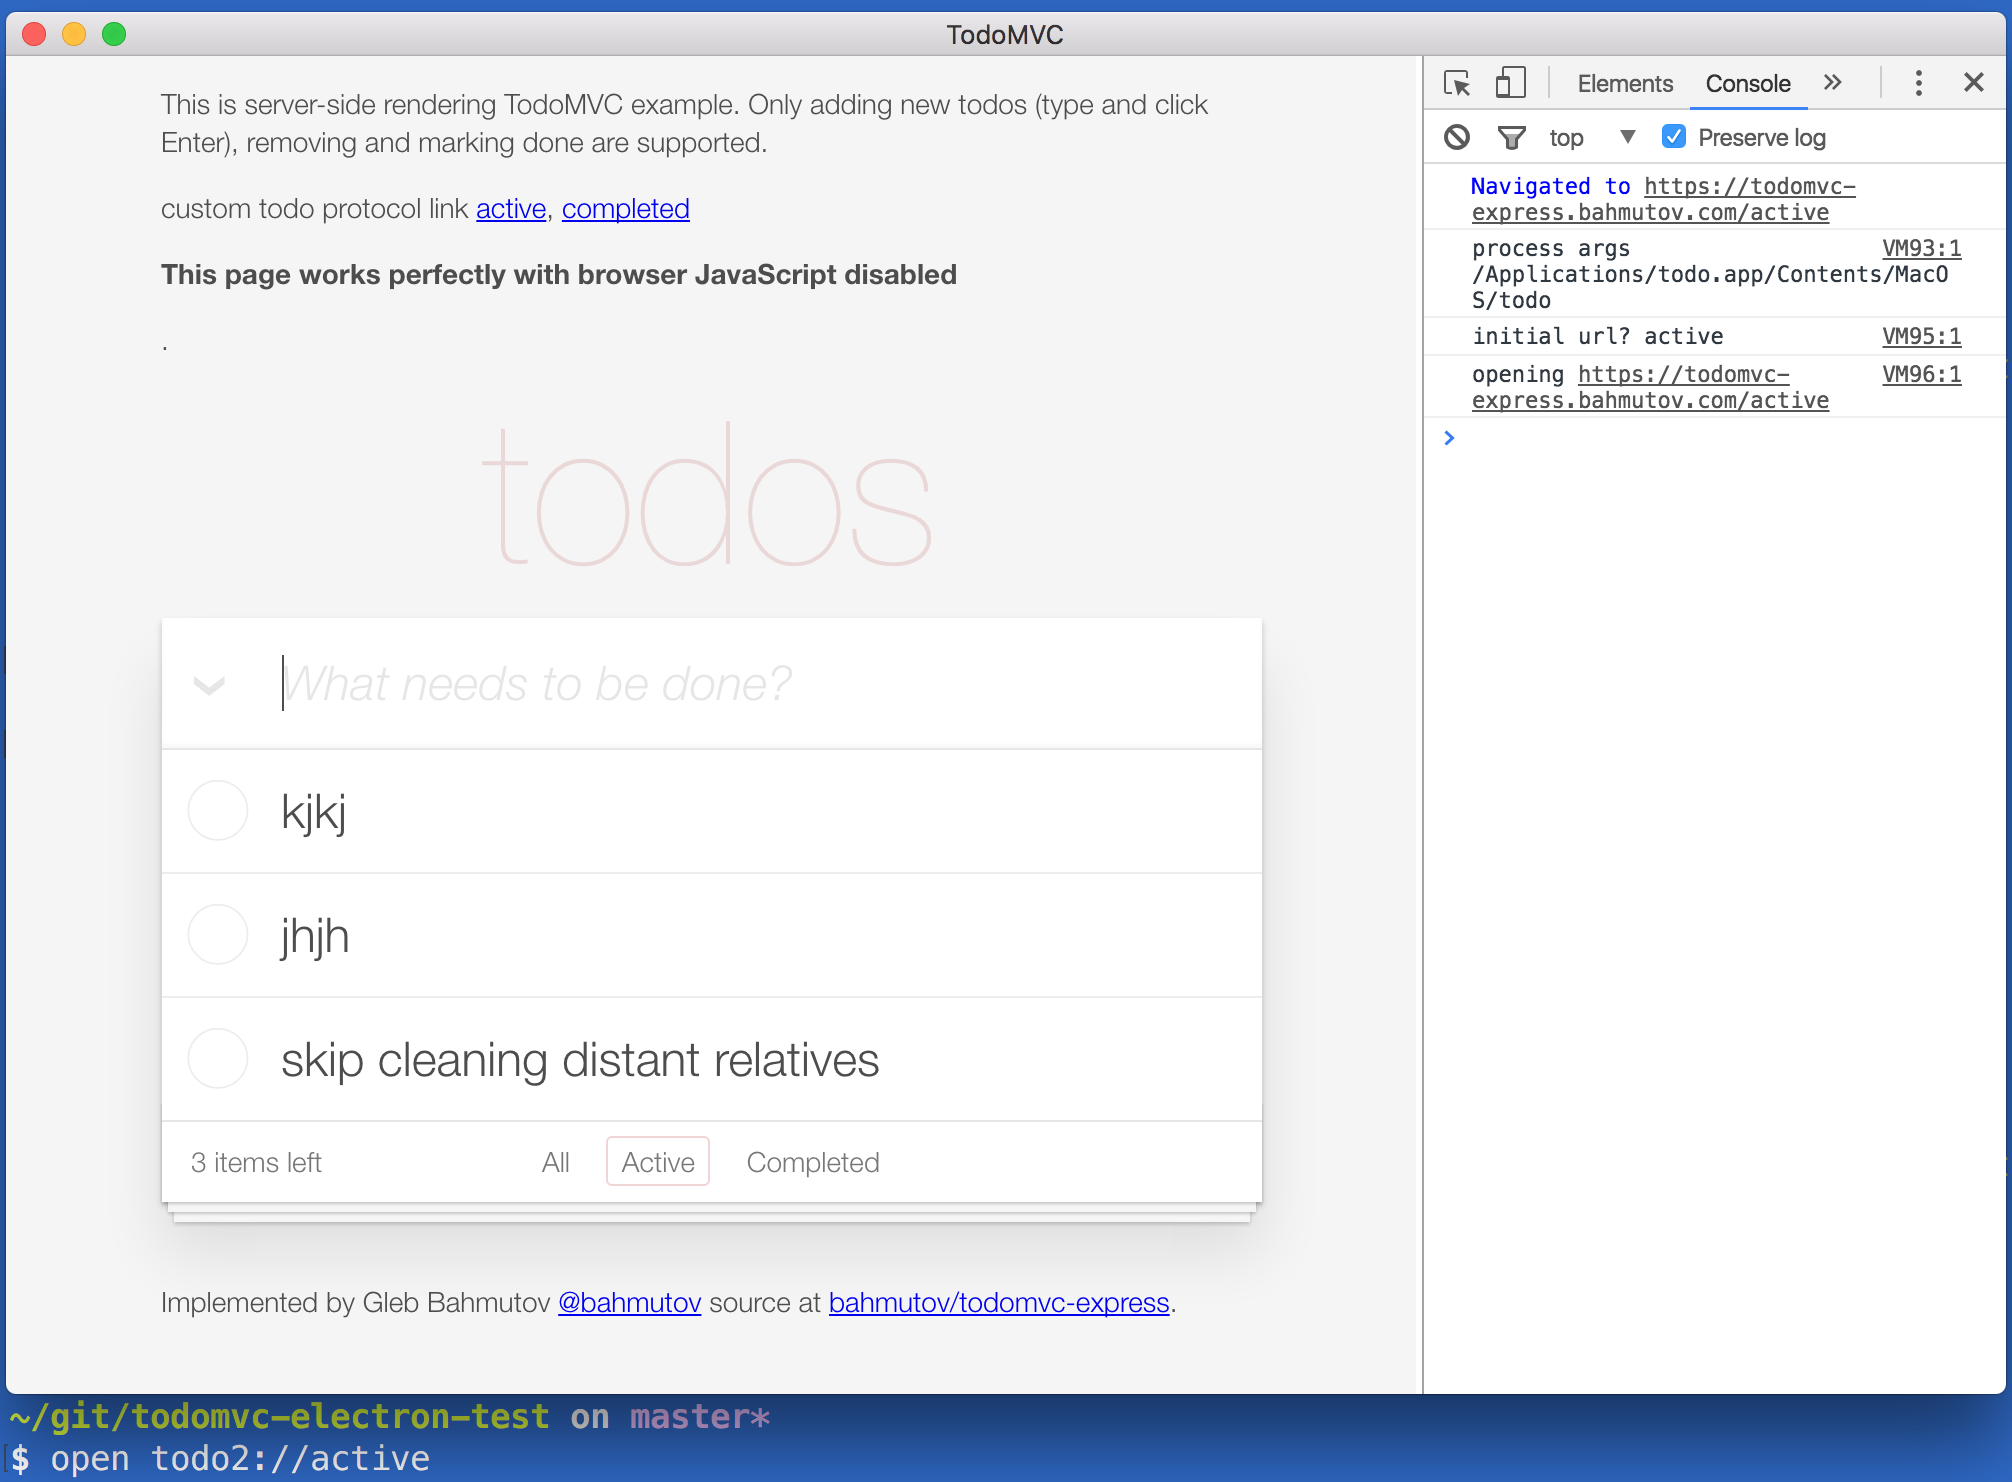 TodoMVC
This is server-side rendering TodoMVC example. Only adding new todos (type and click
Enter), removing and marking done are supported.
custom todo protocol link active, completed
This page works perfectly with browser JavaScript disabled
.
todos
What needs to be done?
kjkj
jhjh
skip cleaning distant relatives
3 items left All Active Completed
Implemented by Gleb Bahmutov @bahmutov source at bahmutov/todomvc-express.
Elements Console
top Preserve log
Navigated to https://todomvc-
express.bahmutov.com/active
process args VM93:1
/Applications/todo.app/Contents/MacO
S/todo
initial url? active VM95:1
opening https://todomvc- VM96:1
express.bahmutov.com/active
~/git/todomvc-electron-test on master*
$ open todo2://active